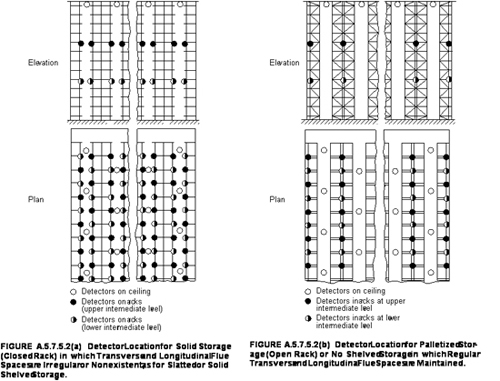 Elevation
Plan
Detectors on ceiling
Detectors on racks
(upper intermediate level)
Detectors on racks
(lower intermediate level)
FIGURE A.5.7.5.2(a) Detector Location for Solid Storage
(Closed Rack) in which Transverse and Longitudinal Flue
Spaces are Irregular or Nonexistent, as for Slatted or Solid
Shelved Storage.
Elevation
Plan
Detectors on ceiling
Detectors in racks at upper
intermediate level
Detectors in racks at lower
intermediate level
FIGURE A.5.7.5.2(b) Detector Location for Palletized Stor-
age (Open Rack) or No Shelved Storage in which Regular
Transverse and Longitudinal Flue Spaces are Maintained.